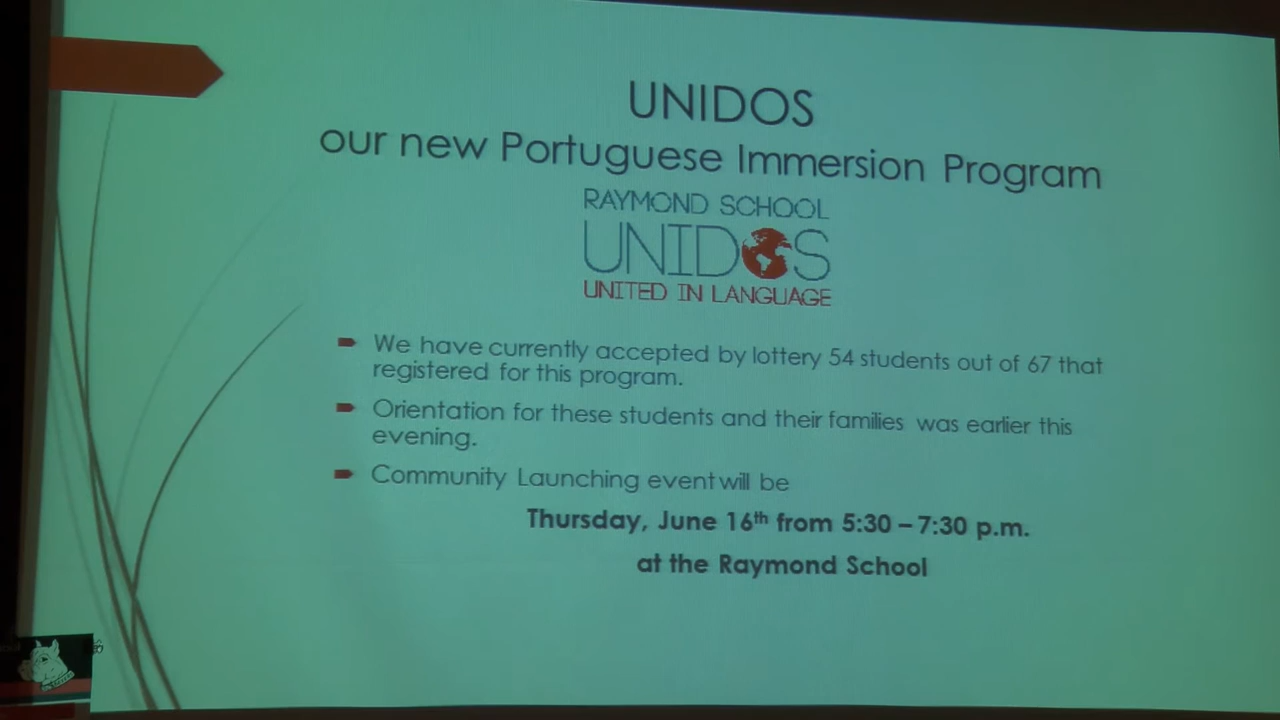 UNIDOS
our new Portuguese Immersion Program
RAYMOND SCHOOL
UNIDOS
UNITED IN LANGUAGE
We have currently accepted by lottery 54 students out of 67 that
registered for this program.
Orientation for these students and their families was earlier this
evening.
Community Launching event will be
Thursday, June 16th from 5:30 – 7:30 p.m.
at the Raymond School